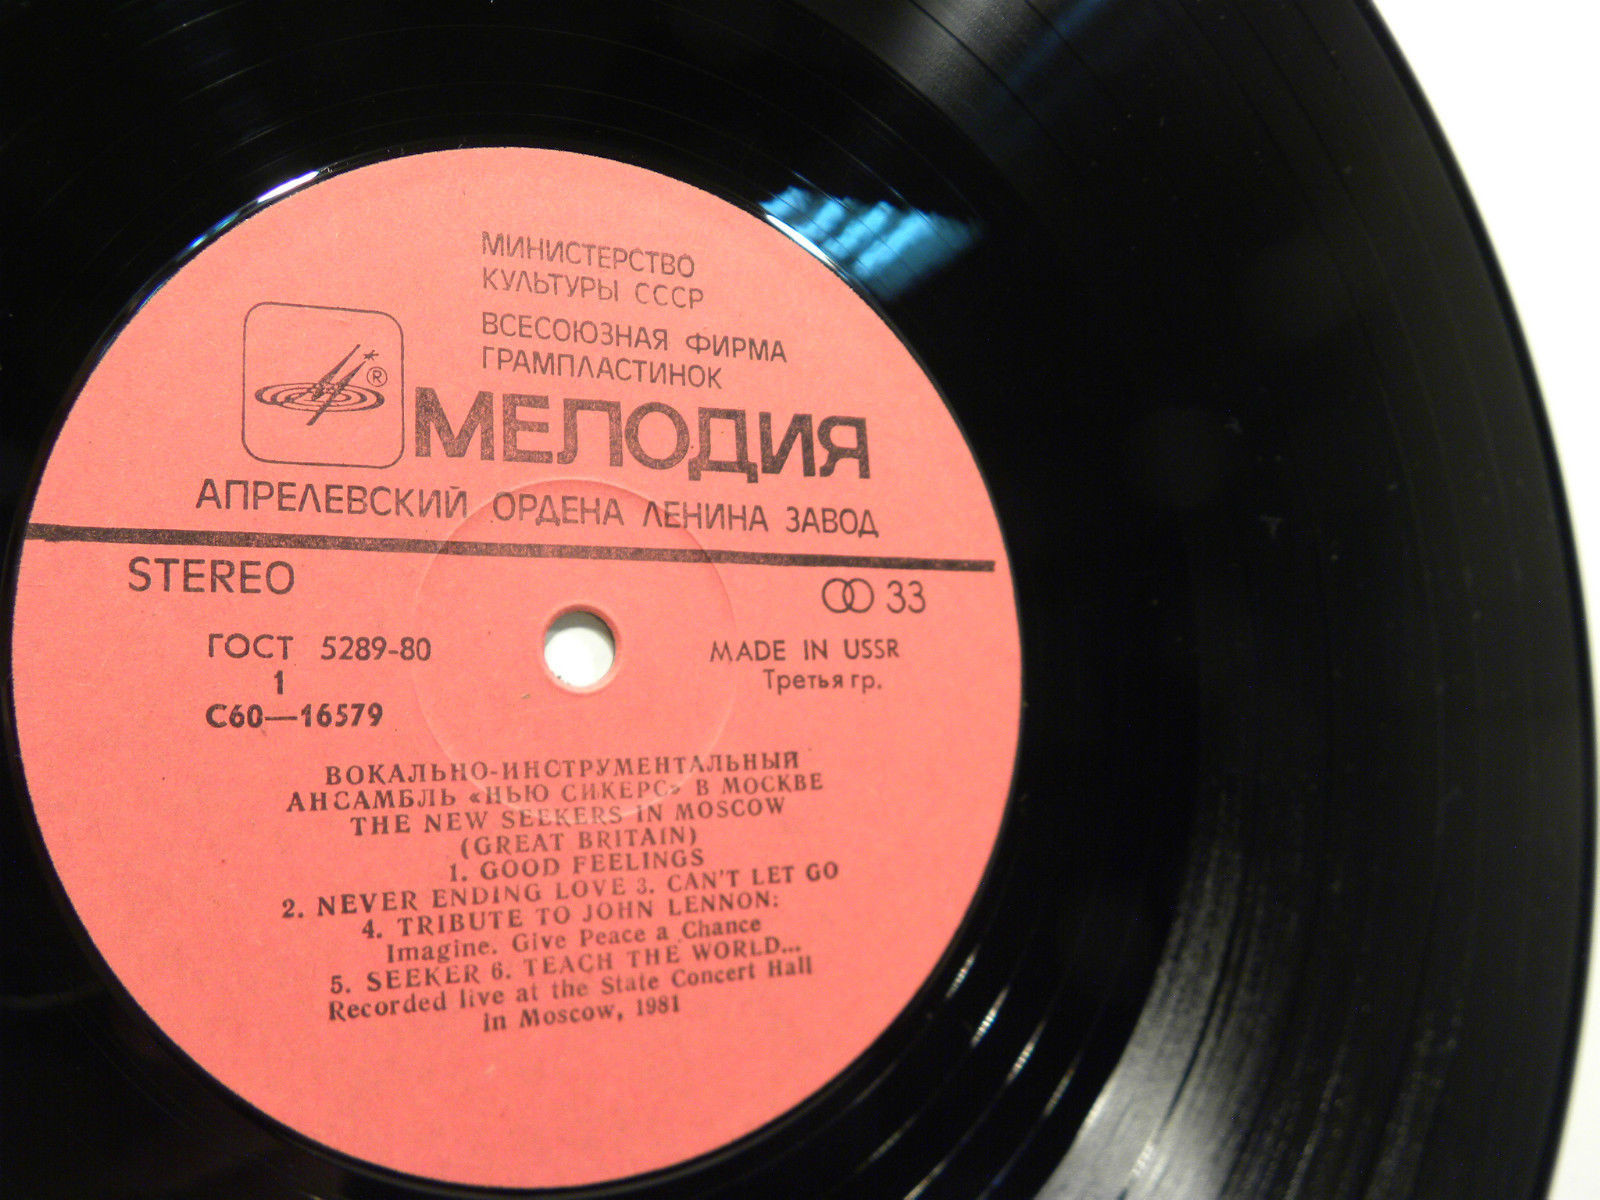 МИНИСТЕРСТВО
КУЛЬТУРЫ СССР
ВСЕСОЮЗНАЯ ФИРМА
ГРАМПЛАСТИНОК
®
МЕЛОДИЯ
АПРЕЛЕВСКИЙ ОРДЕНА ЛЕНИНА ЗАВОД
STEREO
33
ГОСТ 5289-80
MADE IN USSR
1
Третья гр.
С60—16579
ВОКАЛЬНО-ИНСТРУМЕНТАЛЬНЫЙ
АНСАМБЛЬ «НЬЮ СИКЕРС» В МОСКВЕ
THE NEW SEEKERS IN MOSCOW
(GREAT BRITAIN)
1. GOOD FEELINGS
2. NEVER ENDING LOVE 3. CAN'T LET GO
4. TRIBUTE TO JOHN LENNON:
Imagine. Give Peace a Chance
5. SEEKER 6. TEACH THE WORLD...
Recorded live at the State Concert Hall
in Moscow, 1981